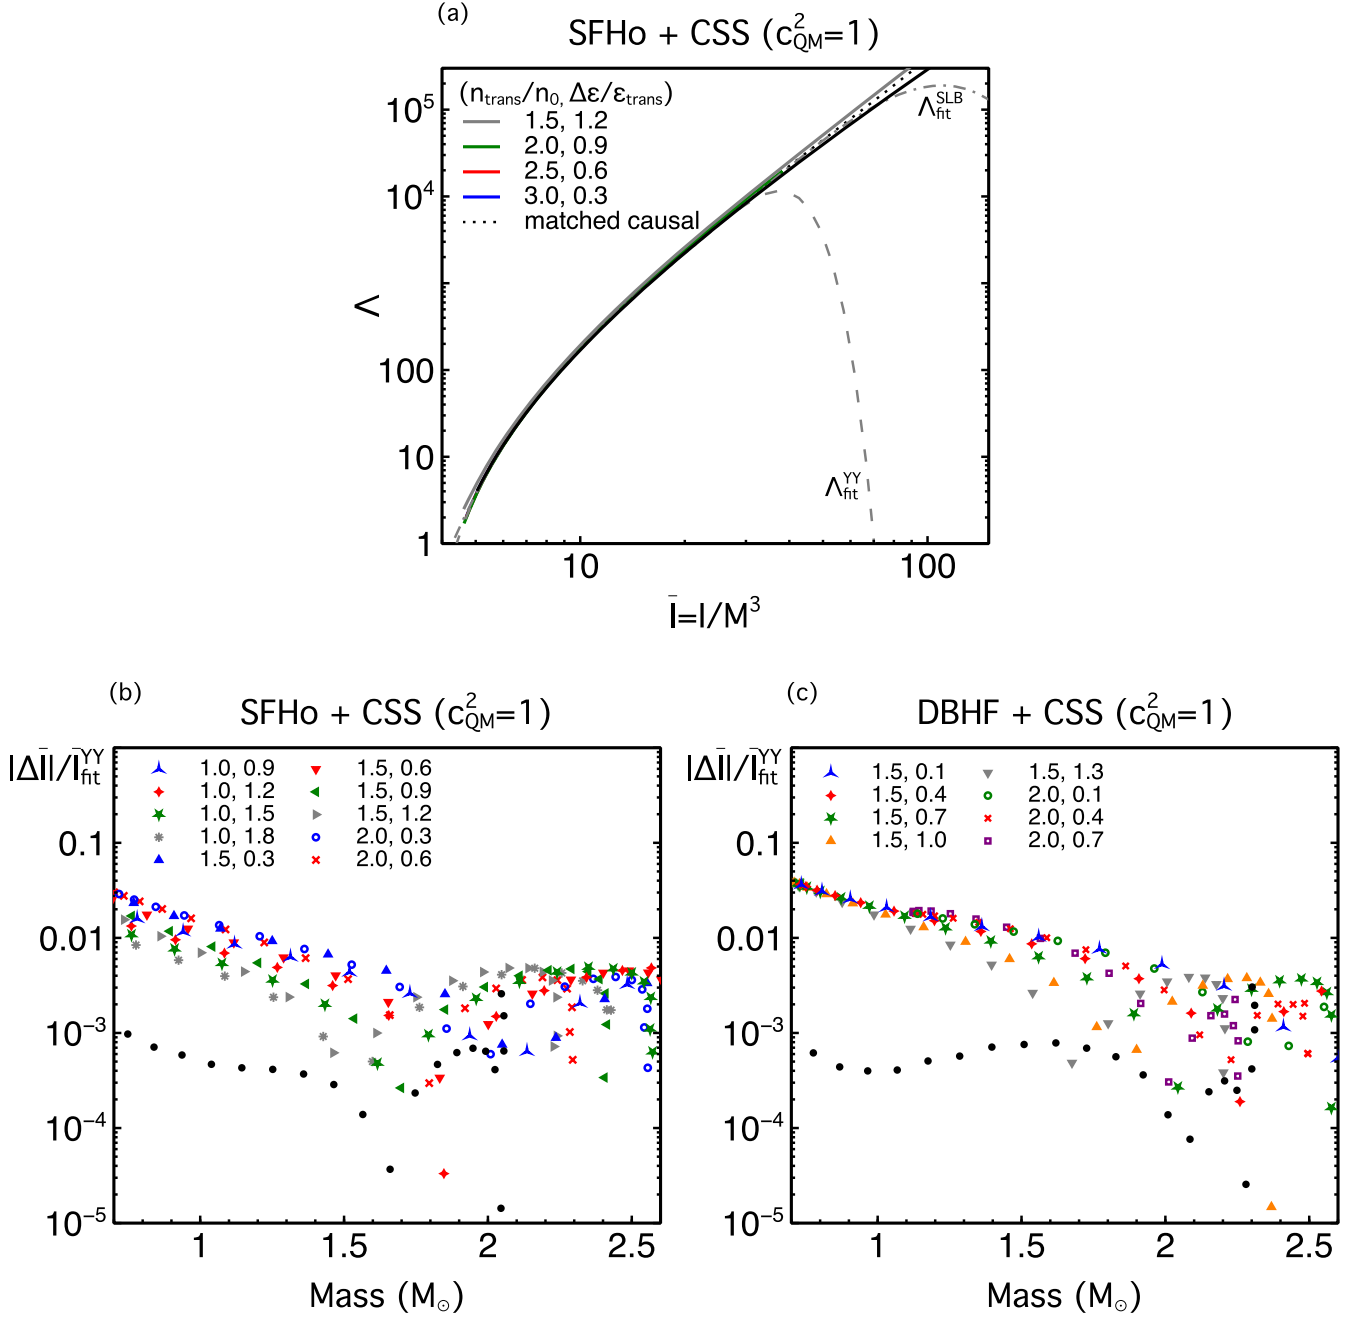 (a)
SFHo + CSS (c²QM=1)
(ntrans/n0, Δε/εtrans)
1.5, 1.2
2.0, 0.9
2.5, 0.6
3.0, 0.3
matched causal
ΛfitSLB
ΛfitYY
Λ
10⁵
10⁴
100
10
1
10
100
Ī=I/M³
(b)
SFHo + CSS (c²QM=1)
|ΔĪ|/ĪfitYY
1.0, 0.9
1.0, 1.2
1.0, 1.5
1.0, 1.8
1.5, 0.3
1.5, 0.6
1.5, 0.9
1.5, 1.2
2.0, 0.3
2.0, 0.6
0.1
0.01
10⁻³
10⁻⁴
10⁻⁵
1
1.5
2
2.5
Mass (M⊙)
(c)
DBHF + CSS (c²QM=1)
|ΔĪ|/ĪfitYY
1.5, 0.1
1.5, 0.4
1.5, 0.7
1.5, 1.0
1.5, 1.3
2.0, 0.1
2.0, 0.4
2.0, 0.7
0.1
0.01
10⁻³
10⁻⁴
10⁻⁵
1
1.5
2
2.5
Mass (M⊙)